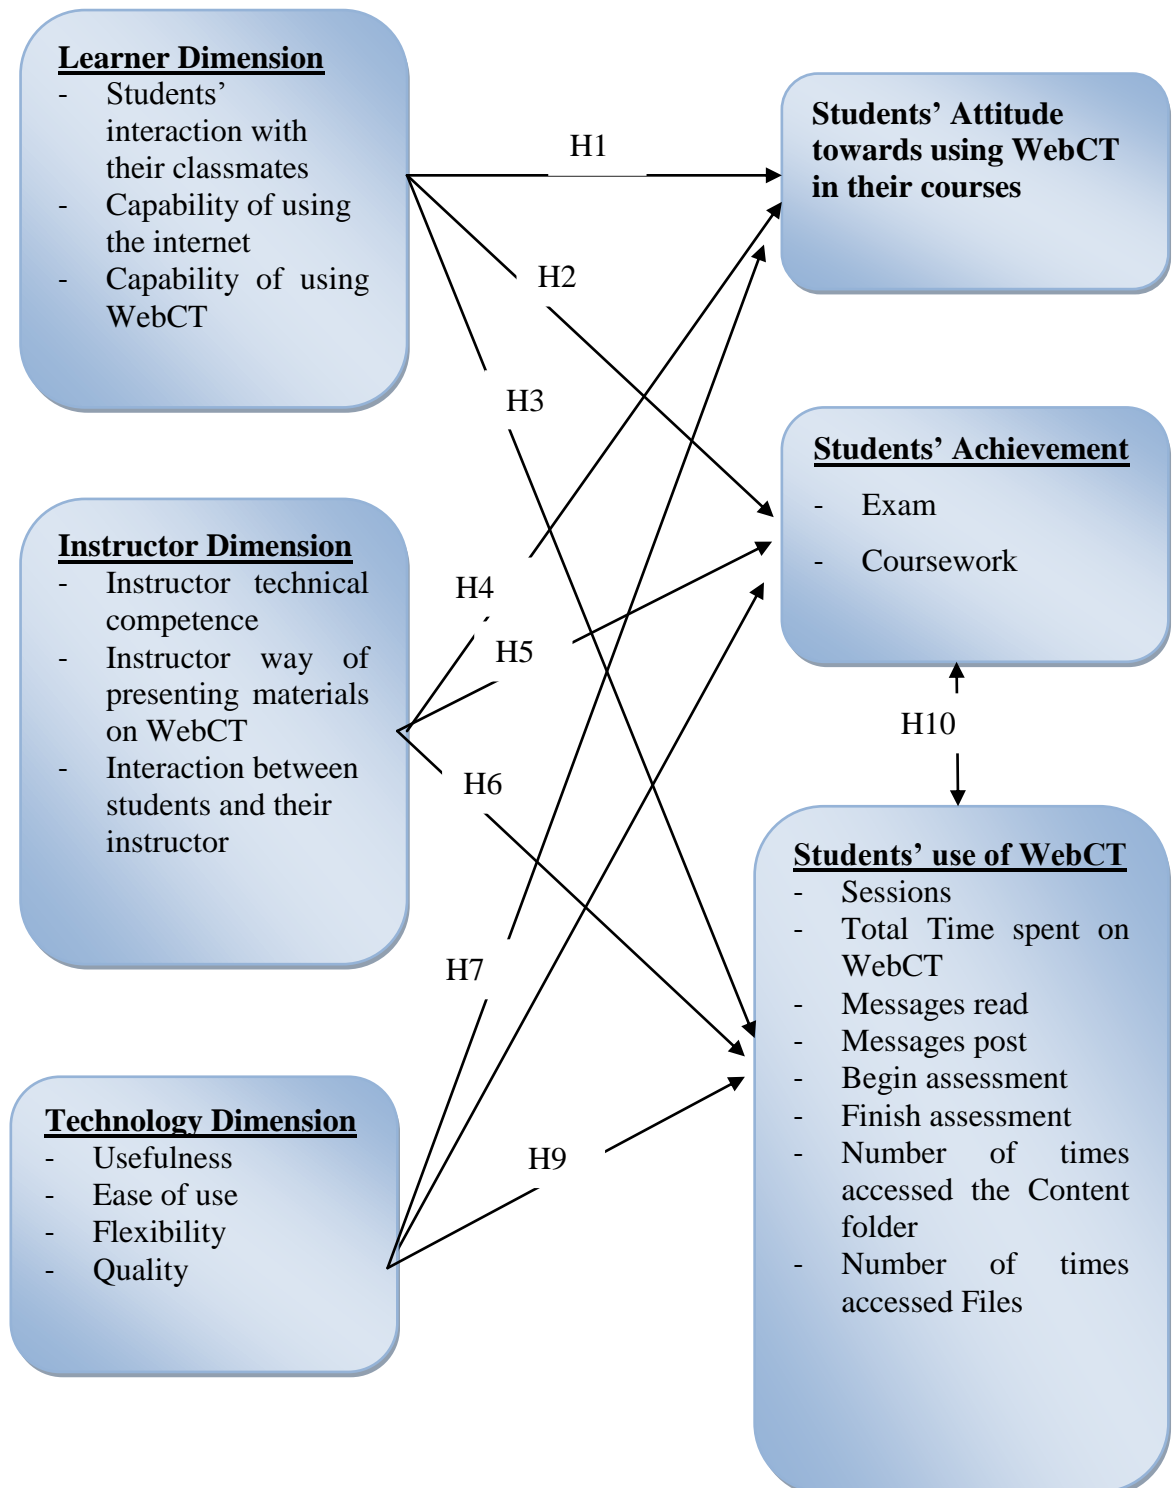 Learner Dimension
- Students’
interaction with
their classmates
- Capability of using
the internet
- Capability of using
WebCT
Instructor Dimension
- Instructor technical
competence
- Instructor way of
presenting materials
on WebCT
- Interaction between
students and their
instructor
Technology Dimension
- Usefulness
- Ease of use
- Flexibility
- Quality
H1
H2
H3
H4
H5
H6
H7
H9
H10
Students’ Attitude
towards using WebCT
in their courses
Students’ Achievement
- Exam
- Coursework
Students’ use of WebCT
- Sessions
- Total Time spent on
WebCT
- Messages read
- Messages post
- Begin assessment
- Finish assessment
- Number of times
accessed the Content
folder
- Number of times
accessed Files